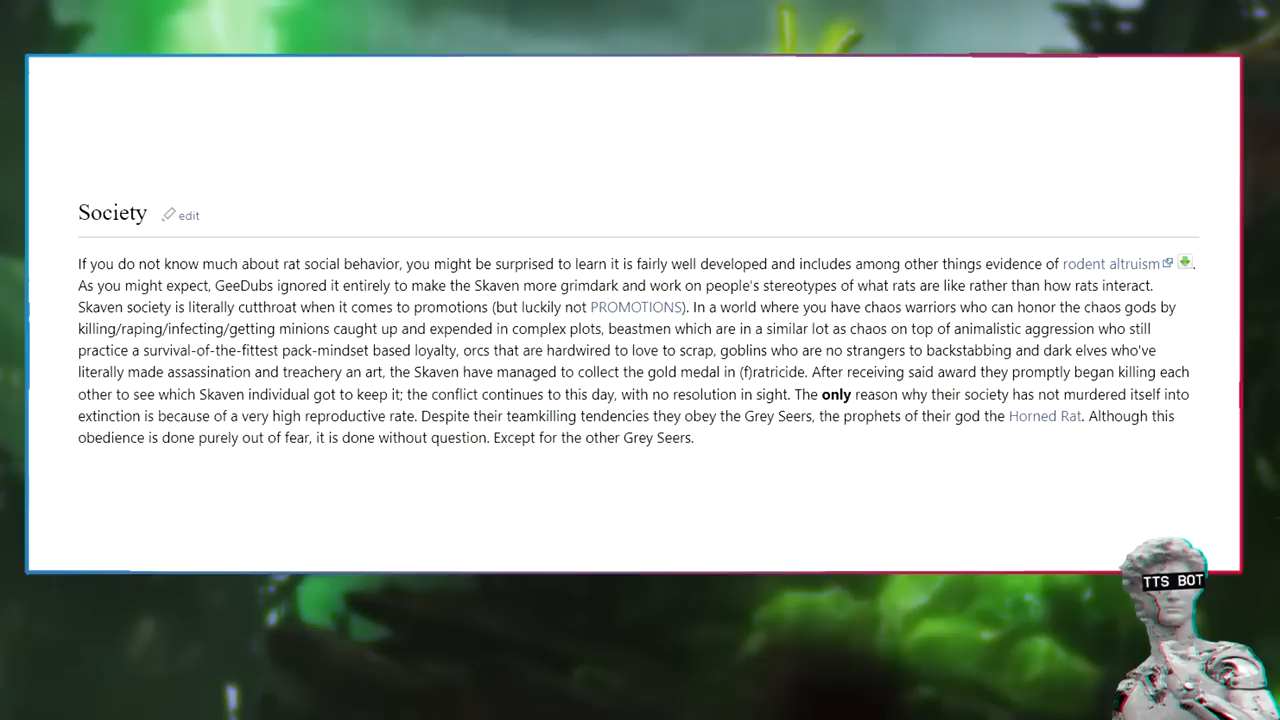 Society edit
If you do not know much about rat social behavior, you might be surprised to learn it is fairly well developed and includes among other things evidence of rodent altruism.
As you might expect, GeeDubs ignored it entirely to make the Skaven more grimdark and work on people's stereotypes of what rats are like rather than how rats interact.
Skaven society is literally cutthroat when it comes to promotions (but luckily not PROMOTIONS). In a world where you have chaos warriors who can honor the chaos gods by
killing/raping/infecting/getting minions caught up and expended in complex plots, beastmen which are in a similar lot as chaos on top of animalistic aggression who still
practice a survival-of-the-fittest pack-mindset based loyalty, orcs that are hardwired to love to scrap, goblins who are no strangers to backstabbing and dark elves who've
literally made assassination and treachery an art, the Skaven have managed to collect the gold medal in (f)ratricide. After receiving said award they promptly began killing each
other to see which Skaven individual got to keep it; the conflict continues to this day, with no resolution in sight. The only reason why their society has not murdered itself into
extinction is because of a very high reproductive rate. Despite their teamkilling tendencies they obey the Grey Seers, the prophets of their god the Horned Rat. Although this
obedience is done purely out of fear, it is done without question. Except for the other Grey Seers.
TTS BOT